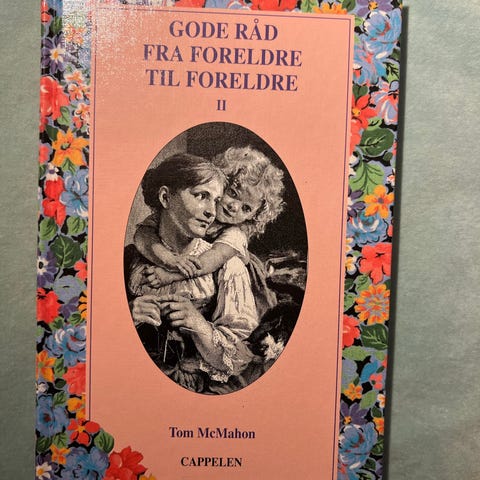 GODE RÅD
FRA FORELDRE
TIL FORELDRE
II
Tom McMahon
CAPPELEN